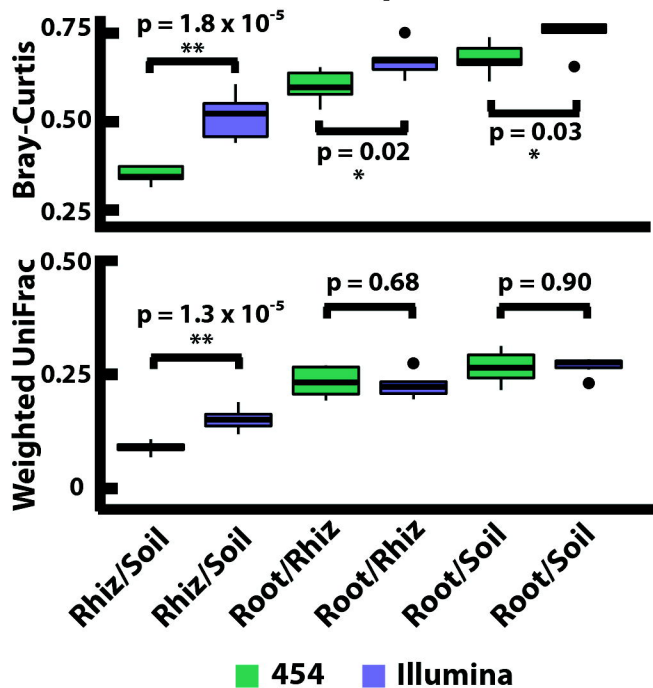 Bray-Curtis
0.75
0.50
0.25
p = 1.8 x 10⁻⁵
**
p = 0.02
*
p = 0.03
*
Weighted UniFrac
0.50
0.25
0
p = 1.3 x 10⁻⁵
**
p = 0.68
p = 0.90
Rhiz/Soil
Rhiz/Soil
Root/Rhiz
Root/Rhiz
Root/Soil
Root/Soil
454
Illumina